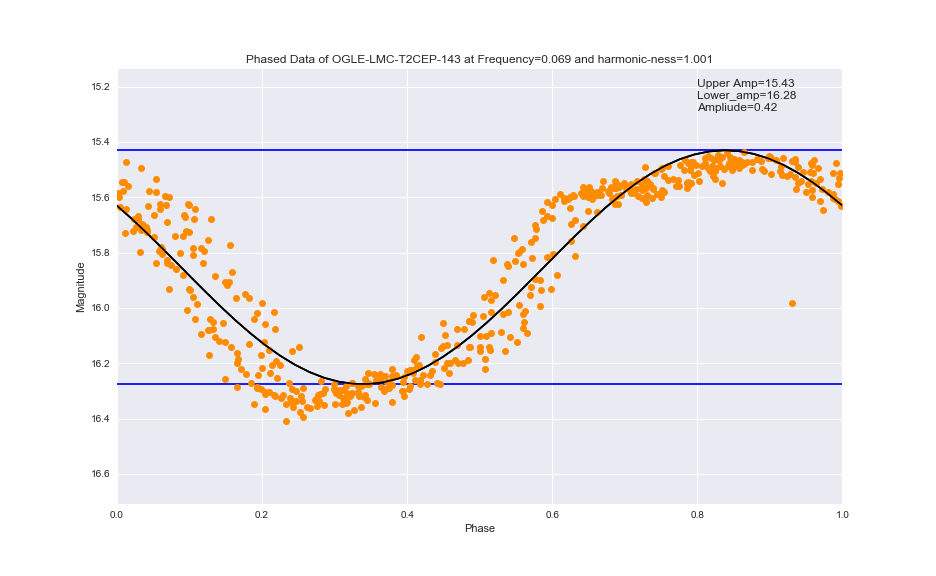 Phased Data of OGLE-LMC-T2CEP-143 at Frequency=0.069 and harmonic-ness=1.001
Upper Amp=15.43
Lower_amp=16.28
Ampliude=0.42
15.2
15.4
15.6
15.8
16.0
16.2
16.4
16.6
Magnitude
0.0
0.2
0.4
0.6
0.8
1.0
Phase